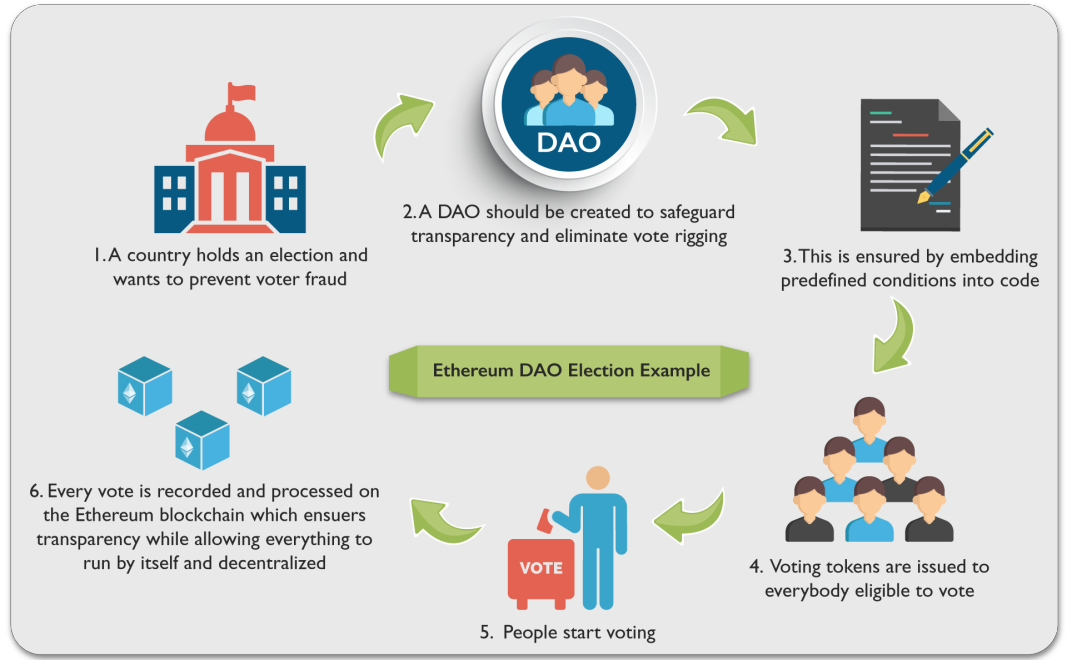 DAO
1.A country holds an election and
wants to prevent voter fraud
2.A DAO should be created to safeguard
transparency and eliminate vote rigging
3.This is ensured by embedding
predefined conditions into code
Ethereum DAO Election Example
4. Voting tokens are issued to
everybody eligible to vote
VOTE
5. People start voting
6. Every vote is recorded and processed on
the Ethereum blockchain which ensuers
transparency while allowing everything to
run by itself and decentralized